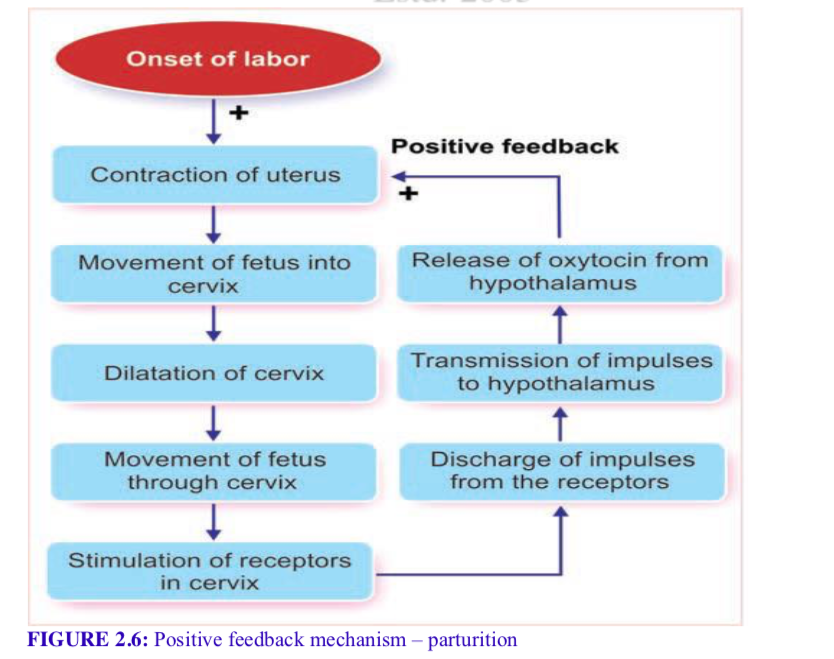 Onset of labor
+
Contraction of uterus
Positive feedback
+
Movement of fetus into
cervix
Dilatation of cervix
Movement of fetus
through cervix
Stimulation of receptors
in cervix
Discharge of impulses
from the receptors
Transmission of impulses
to hypothalamus
Release of oxytocin from
hypothalamus
FIGURE 2.6: Positive feedback mechanism – parturition